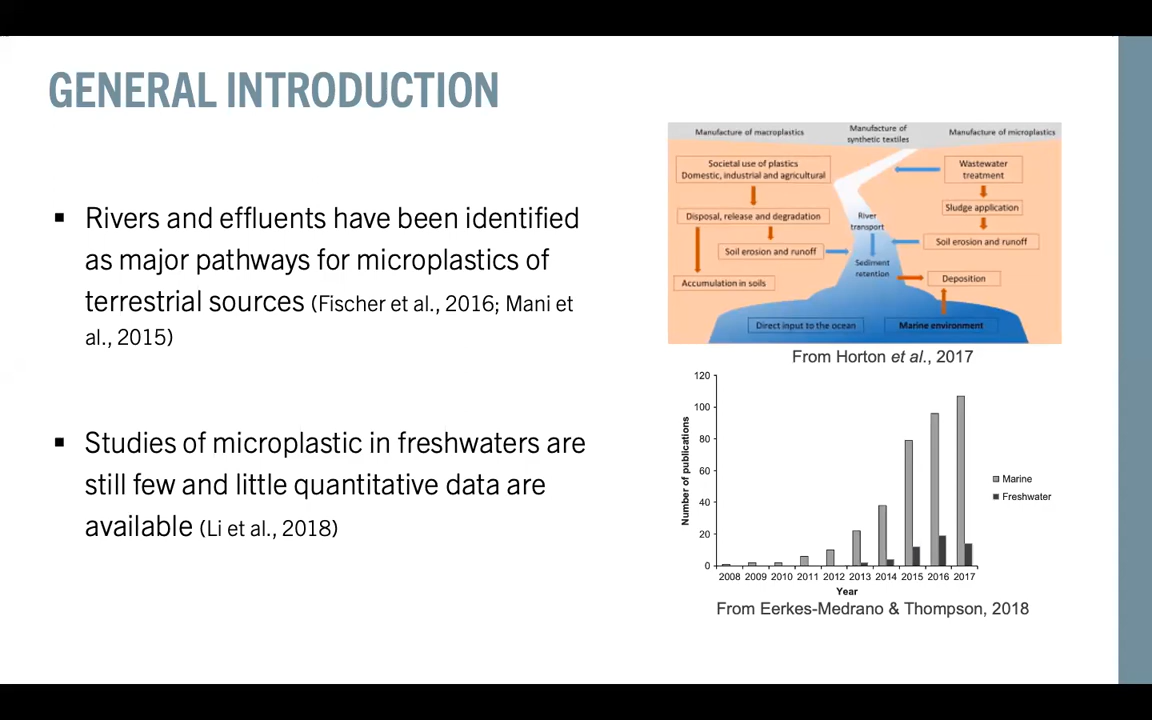 GENERAL INTRODUCTION
▪ Rivers and effluents have been identified
as major pathways for microplastics of
terrestrial sources (Fischer et al., 2016; Mani et
al., 2015)
▪ Studies of microplastic in freshwaters are
still few and little quantitative data are
available (Li et al., 2018)
Manufacture of macroplastics
Manufacture of
synthetic textiles
Manufacture of microplastics
Societal use of plastics
Domestic, industrial and agricultural
Wastewater
treatment
Disposal, release and degradation
River
transport
Sludge application
Soil erosion and runoff
Soil erosion and runoff
Sediment
retention
Accumulation in soils
Deposition
Direct input to the ocean
Marine environment
From Horton et al., 2017
120
100
80
60
40
20
0
Number of publications
2008 2009 2010 2011 2012 2013 2014 2015 2016 2017
Year
Marine
Freshwater
From Eerkes-Medrano & Thompson, 2018